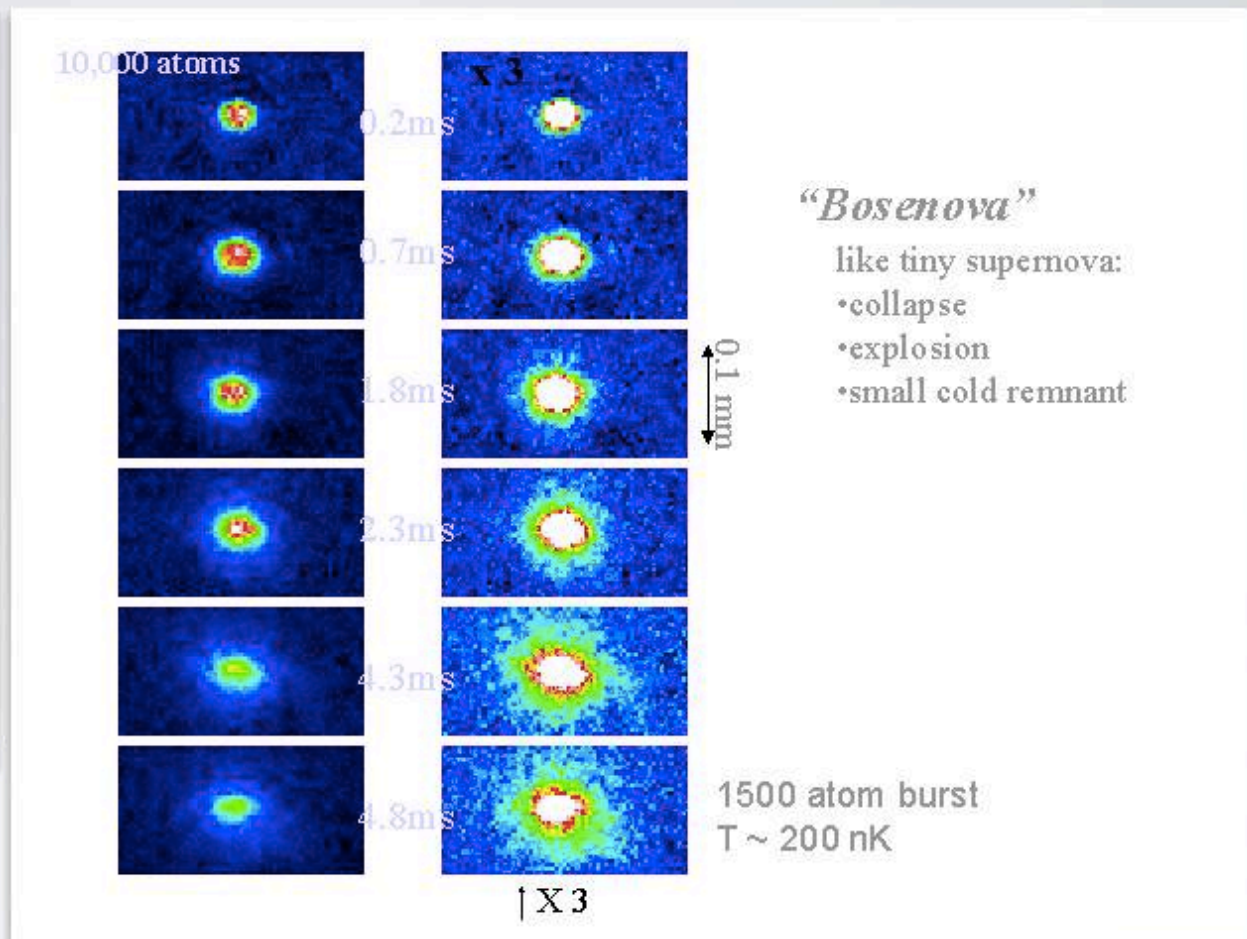 10,000 atoms
x 3
0.2ms
0.7ms
1.8ms
2.3ms
4.3ms
4.8ms
0.1 mm
“Bosenova”
like tiny supernova:
•collapse
•explosion
•small cold remnant
1500 atom burst
T ~ 200 nK
↑X 3